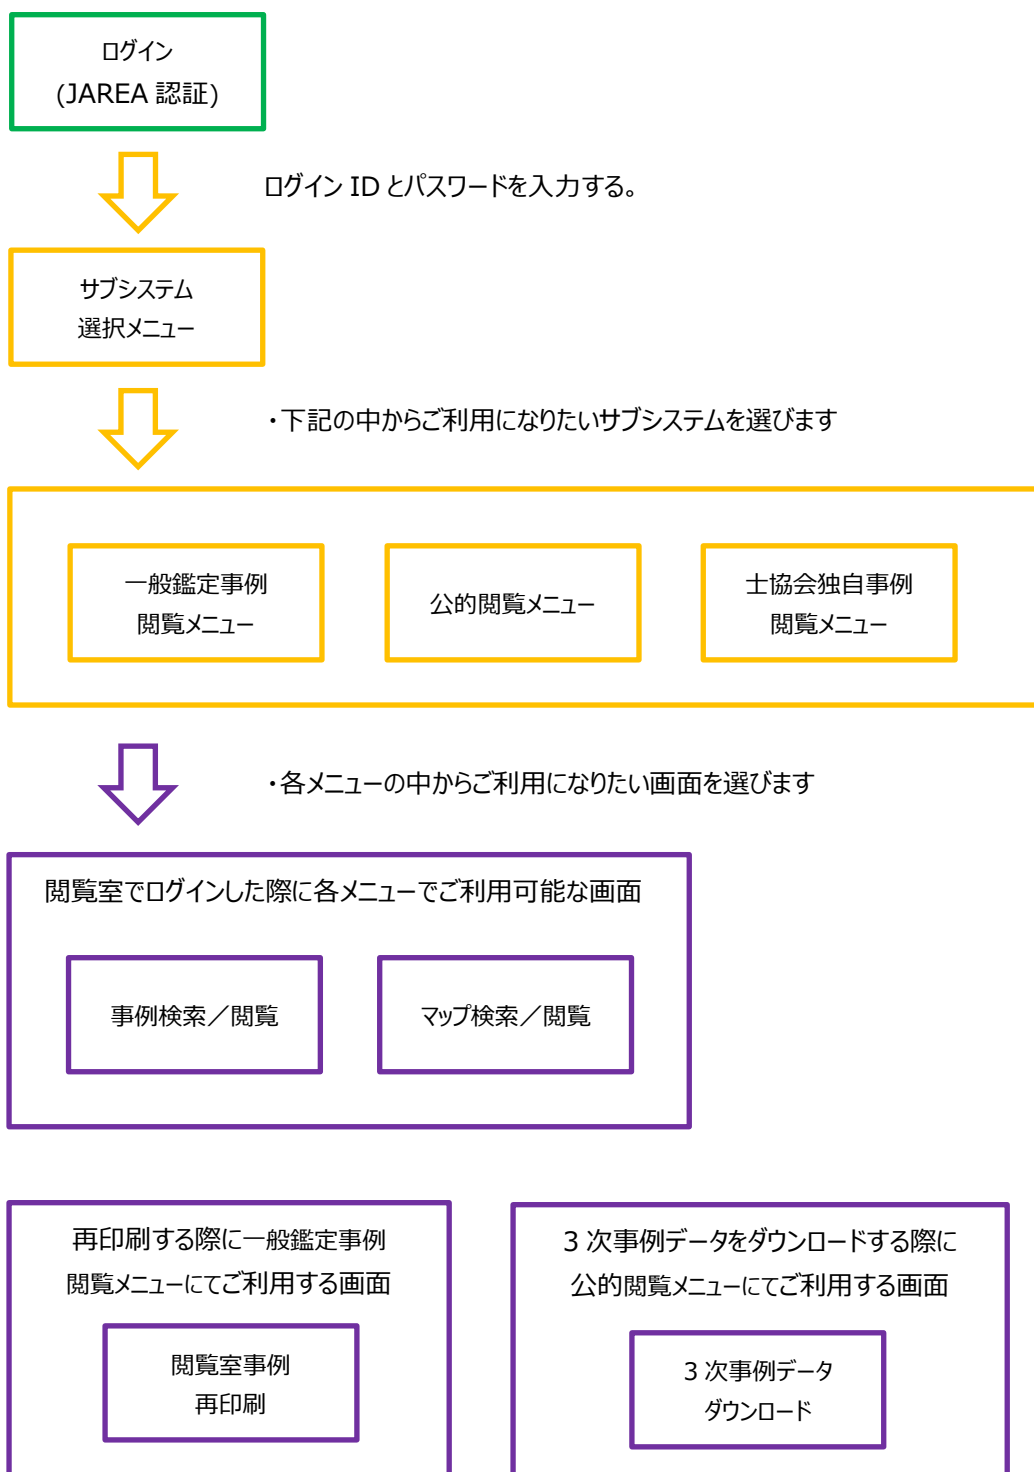 ログイン
(JAREA 認証)
ログイン ID とパスワードを入力する。
サブシステム
選択メニュー
・下記の中からご利用になりたいサブシステムを選びます
一般鑑定事例
閲覧メニュー
公的閲覧メニュー
士協会独自事例
閲覧メニュー
・各メニューの中からご利用になりたい画面を選びます
閲覧室でログインした際に各メニューでご利用可能な画面
事例検索／閲覧
マップ検索／閲覧
再印刷する際に一般鑑定事例
閲覧メニューにてご利用する画面
閲覧室事例
再印刷
3 次事例データをダウンロードする際に
公的閲覧メニューにてご利用する画面
3 次事例データ
ダウンロード